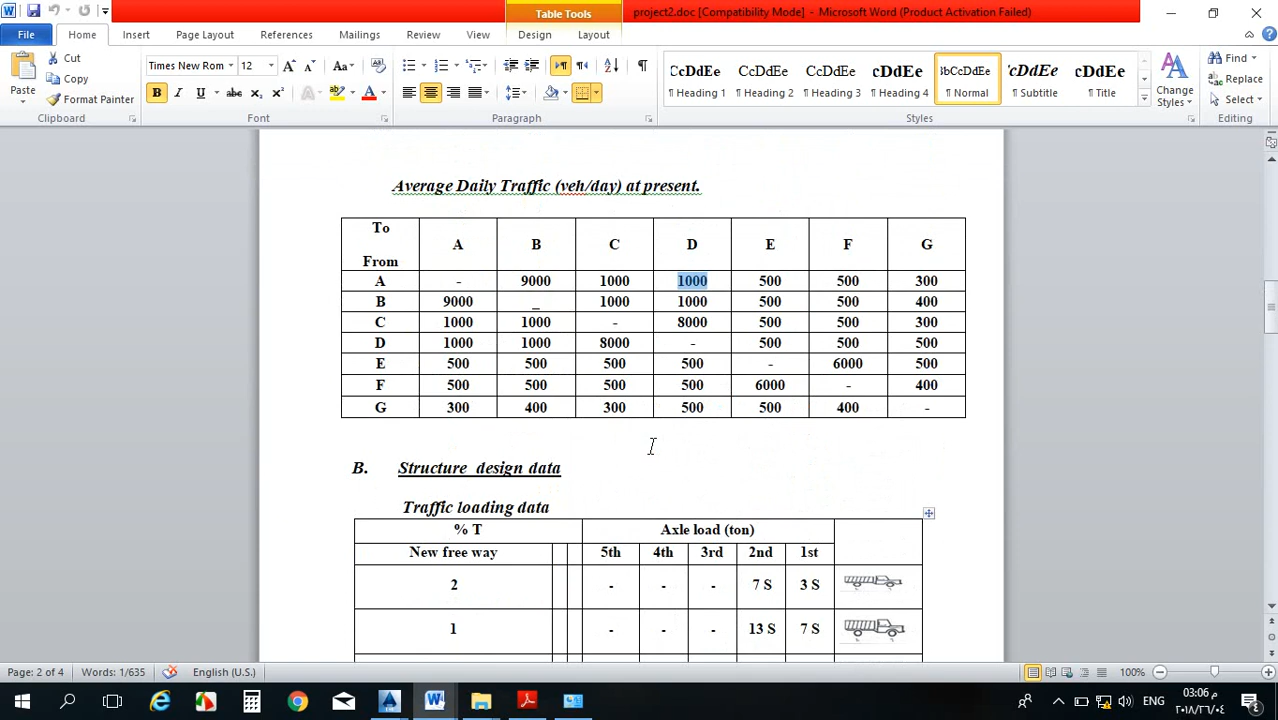 Table Tools
project2.doc [Compatibility Mode] - Microsoft Word (Product Activation Failed)
File Home Insert Page Layout References Mailings Review View Design Layout
Paste Cut Copy Format Painter Clipboard
Times New Rom 12 Font
Paragraph
AaBbCcDdEe Heading 1 Heading 2 Heading 3 Heading 4 Normal Subtitle Title Change Styles Styles
Find Replace Select Editing
Average Daily Traffic (veh/day) at present.
To From A B C D E F G
A - 9000 1000 1000 500 500 300
B 9000 _ 1000 1000 500 500 400
C 1000 1000 - 8000 500 500 300
D 1000 1000 8000 - 500 500 500
E 500 500 500 500 - 6000 500
F 500 500 500 500 6000 - 400
G 300 400 300 500 500 400 -
B. Structure design data
Traffic loading data
% T Axle load (ton)
New free way 5th 4th 3rd 2nd 1st
2 - - - 7 S 3 S
1 - - - 13 S 7 S
Page: 2 of 4 Words: 1/635 English (U.S.) 100%
ENG 03:06 م